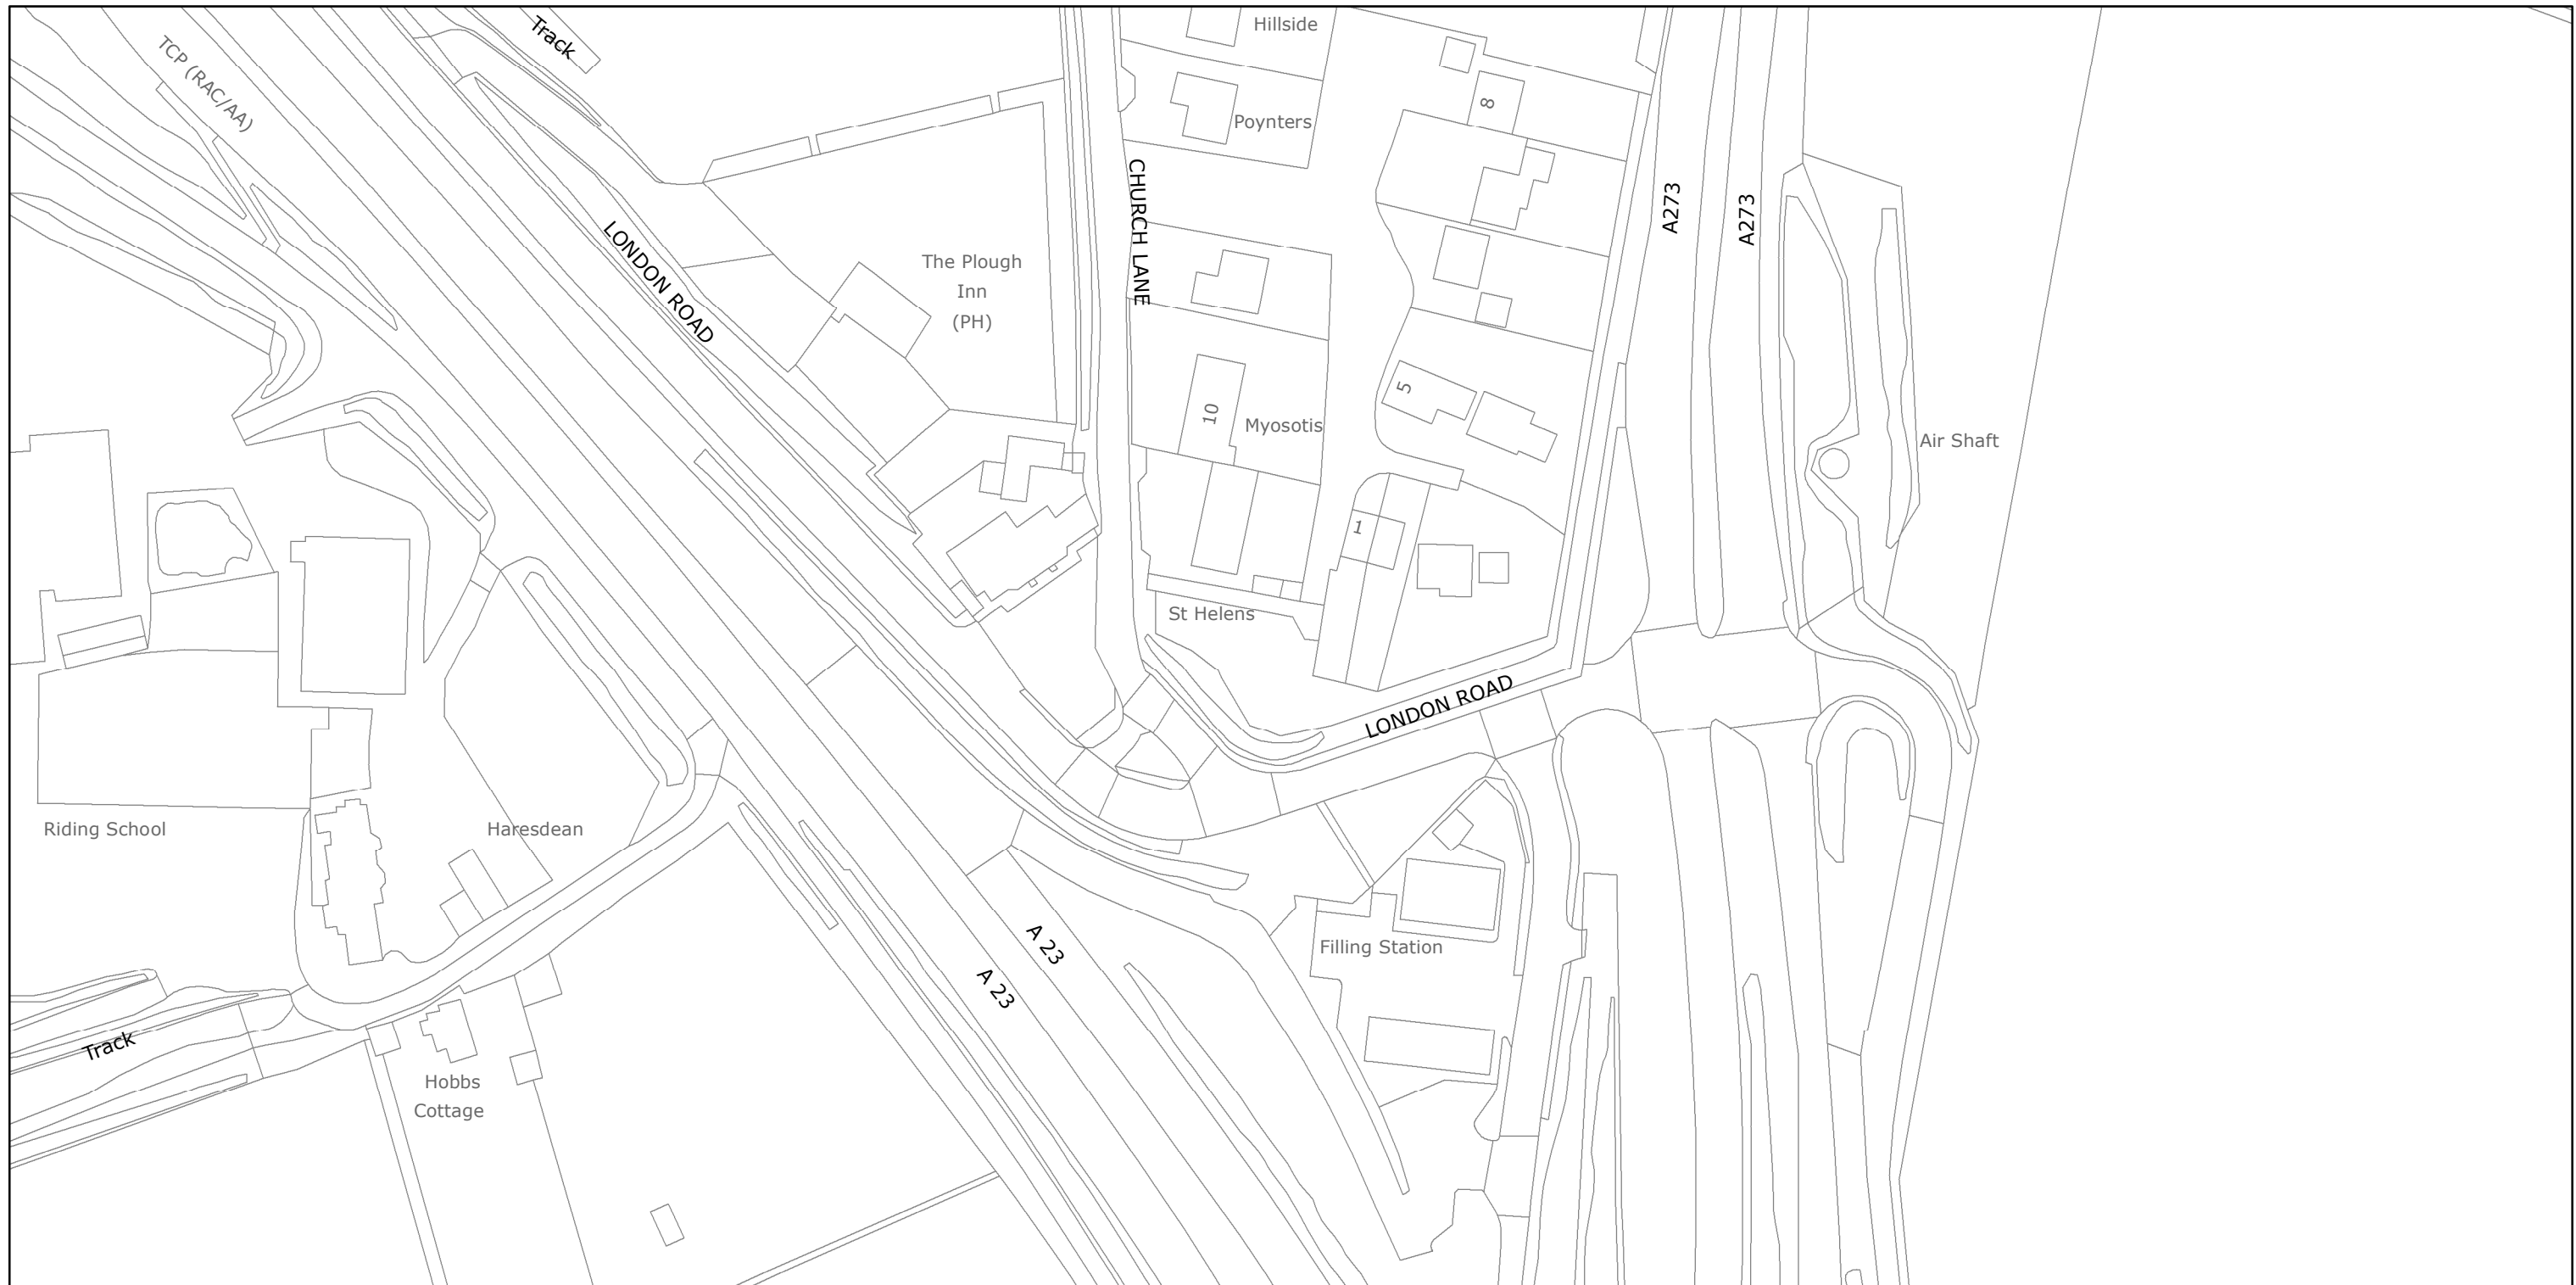 Track
Hillside
TCP (RAC/AA)
8
Poynters
CHURCH LANE
A273
A273
LONDON ROAD
The Plough
Inn
(PH)
5
10
Myosotis
Air Shaft
1
St Helens
LONDON ROAD
Riding School
Haresdean
A 23
A 23
Filling Station
Track
Hobbs
Cottage